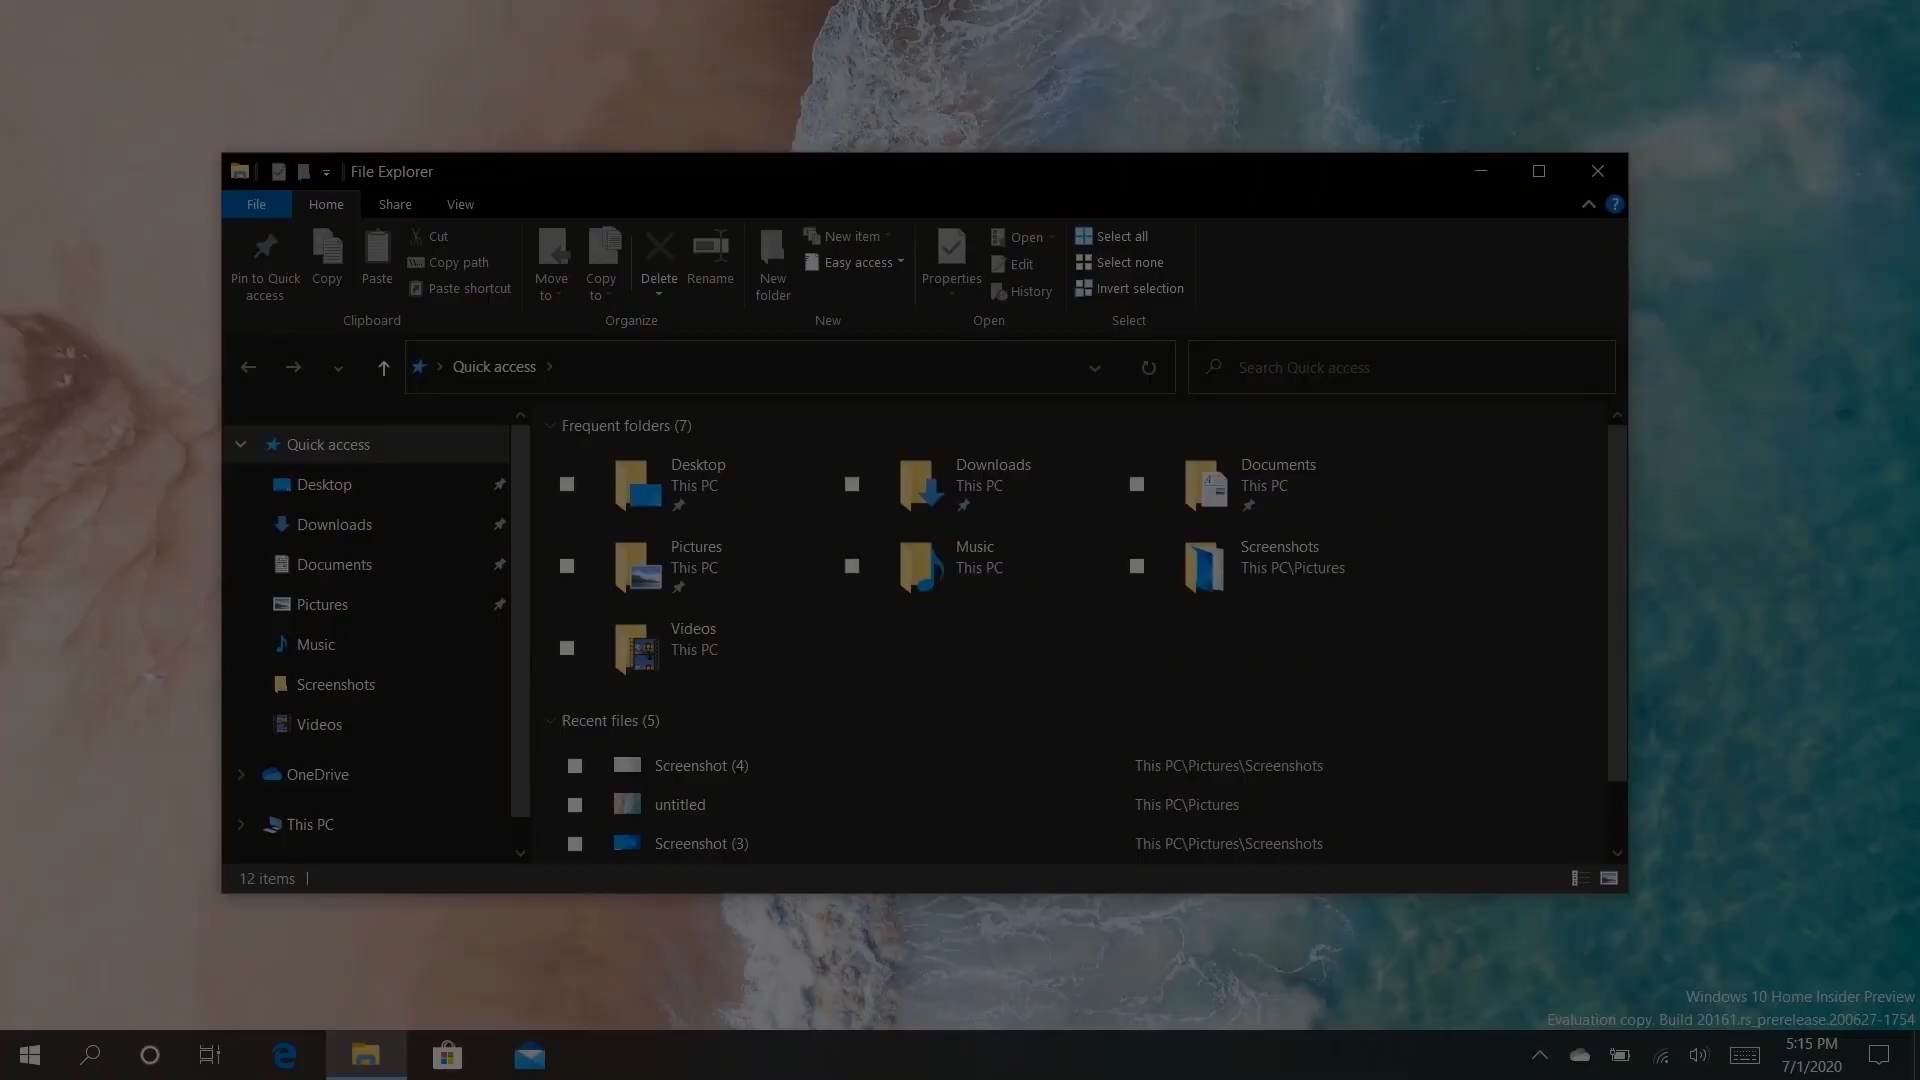 File Explorer
File Home Share View
Pin to Quick access
Copy
Paste
Cut
Copy path
Paste shortcut
Clipboard
Move to
Copy to
Delete
Rename
Organize
New folder
New item
Easy access
New
Properties
Open
Edit
History
Open
Select all
Select none
Invert selection
Select
Quick access
Search Quick access
Quick access
Desktop
Downloads
Documents
Pictures
Music
Screenshots
Videos
OneDrive
This PC
Frequent folders (7)
Desktop
This PC
Downloads
This PC
Documents
This PC
Pictures
This PC
Music
This PC
Screenshots
This PC\Pictures
Videos
This PC
Recent files (5)
Screenshot (4) This PC\Pictures\Screenshots
untitled This PC\Pictures
Screenshot (3) This PC\Pictures\Screenshots
12 items
Windows 10 Home Insider Preview
Evaluation copy. Build 20161.rs_prerelease.200627-1754
5:15 PM
7/1/2020